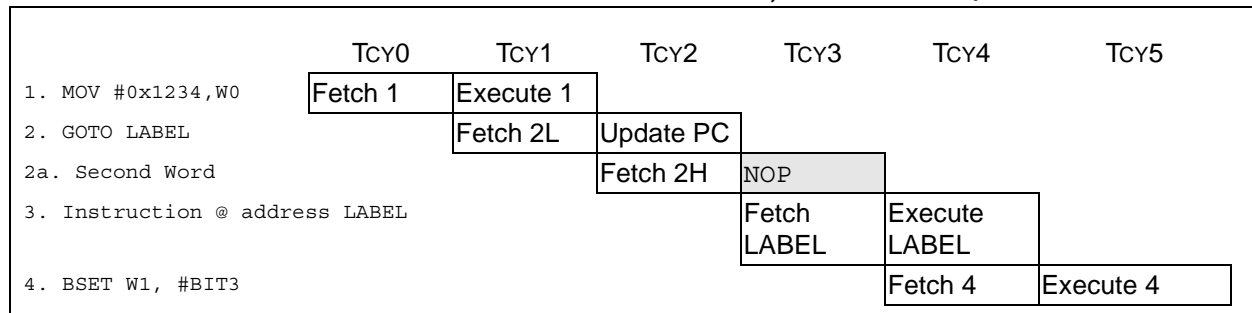 TCY0 TCY1 TCY2 TCY3 TCY4 TCY5
1. MOV #0x1234,W0 Fetch 1 Execute 1
2. GOTO LABEL Fetch 2L Update PC
2a. Second Word Fetch 2H NOP
3. Instruction @ address LABEL Fetch LABEL Execute LABEL
4. BSET W1, #BIT3 Fetch 4 Execute 4